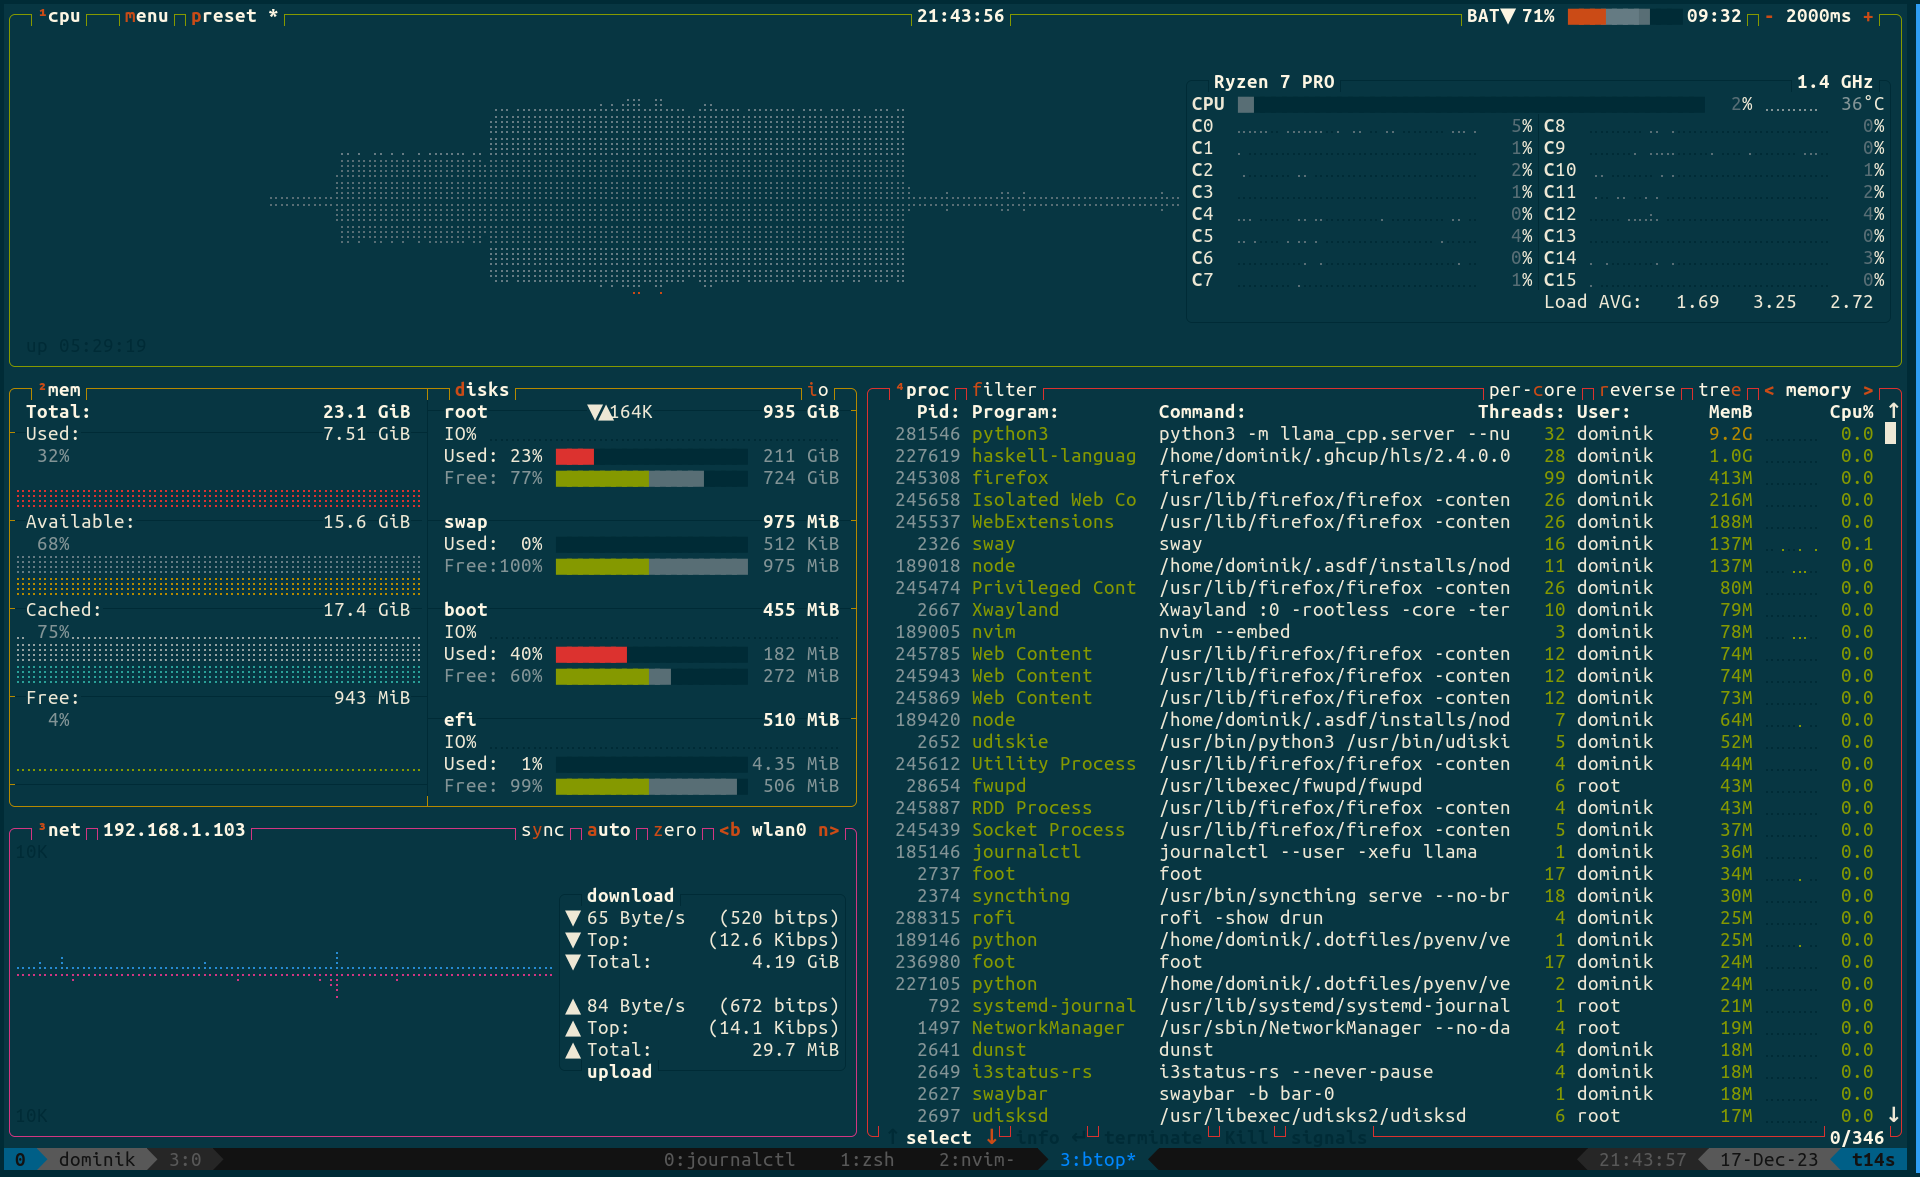 ¹cpu menu preset * 21:43:56 BAT▼ 71% 09:32 - 2000ms +
Ryzen 7 PRO 1.4 GHz
CPU 2% 36°C
C0 5% C8 0%
C1 1% C9 0%
C2 2% C10 1%
C3 1% C11 2%
C4 0% C12 4%
C5 4% C13 0%
C6 0% C14 3%
C7 1% C15 0%
Load AVG: 1.69 3.25 2.72
up 05:29:19
²mem disks io
Total: 23.1 GiB
Used: 7.51 GiB
32%
Available: 15.6 GiB
68%
Cached: 17.4 GiB
75%
Free: 943 MiB
4%
root ▼▲164K 935 GiB
IO%
Used: 23% 211 GiB
Free: 77% 724 GiB
swap 975 MiB
Used: 0% 512 KiB
Free:100% 975 MiB
boot 455 MiB
IO%
Used: 40% 182 MiB
Free: 60% 272 MiB
efi 510 MiB
IO%
Used: 1% 4.35 MiB
Free: 99% 506 MiB
³net 192.168.1.103 sync auto zero <b wlan0 n>
10K
download
▼ 65 Byte/s (520 bitps)
▼ Top: (12.6 Kibps)
▼ Total: 4.19 GiB
▲ 84 Byte/s (672 bitps)
▲ Top: (14.1 Kibps)
▲ Total: 29.7 MiB
upload
10K
⁴proc filter per-core reverse tree < memory >
Pid: Program: Command: Threads: User: MemB Cpu% ↑
281546 python3 python3 -m llama_cpp.server --nu 32 dominik 9.2G 0.0
227619 haskell-languag /home/dominik/.ghcup/hls/2.4.0.0 28 dominik 1.0G 0.0
245308 firefox firefox 99 dominik 413M 0.0
245658 Isolated Web Co /usr/lib/firefox/firefox -conten 26 dominik 216M 0.0
245537 WebExtensions /usr/lib/firefox/firefox -conten 26 dominik 188M 0.0
2326 sway sway 16 dominik 137M 0.1
189018 node /home/dominik/.asdf/installs/nod 11 dominik 137M 0.0
245474 Privileged Cont /usr/lib/firefox/firefox -conten 26 dominik 80M 0.0
2667 Xwayland Xwayland :0 -rootless -core -ter 10 dominik 79M 0.0
189005 nvim nvim --embed 3 dominik 78M 0.0
245785 Web Content /usr/lib/firefox/firefox -conten 12 dominik 74M 0.0
245943 Web Content /usr/lib/firefox/firefox -conten 12 dominik 74M 0.0
245869 Web Content /usr/lib/firefox/firefox -conten 12 dominik 73M 0.0
189420 node /home/dominik/.asdf/installs/nod 7 dominik 64M 0.0
2652 udiskie /usr/bin/python3 /usr/bin/udiski 5 dominik 52M 0.0
245612 Utility Process /usr/lib/firefox/firefox -conten 4 dominik 44M 0.0
28654 fwupd /usr/libexec/fwupd/fwupd 6 root 43M 0.0
245887 RDD Process /usr/lib/firefox/firefox -conten 4 dominik 43M 0.0
245439 Socket Process /usr/lib/firefox/firefox -conten 5 dominik 37M 0.0
185146 journalctl journalctl --user -xefu llama 1 dominik 36M 0.0
2737 foot foot 17 dominik 34M 0.0
2374 syncthing /usr/bin/syncthing serve --no-br 18 dominik 30M 0.0
288315 rofi rofi -show drun 4 dominik 25M 0.0
189146 python /home/dominik/.dotfiles/pyenv/ve 1 dominik 25M 0.0
236980 foot foot 17 dominik 24M 0.0
227105 python /home/dominik/.dotfiles/pyenv/ve 2 dominik 24M 0.0
792 systemd-journal /usr/lib/systemd/systemd-journal 1 root 21M 0.0
1497 NetworkManager /usr/sbin/NetworkManager --no-da 4 root 19M 0.0
2641 dunst dunst 4 dominik 18M 0.0
2649 i3status-rs i3status-rs --never-pause 4 dominik 18M 0.0
2627 swaybar swaybar -b bar-0 1 dominik 18M 0.0
2697 udisksd /usr/libexec/udisks2/udisksd 6 root 17M 0.0 ↓
↑ select ↓ info ↵ terminate Kill signals 0/346
0 dominik 3:0 0:journalctl 1:zsh 2:nvim- 3:btop* 21:43:57 17-Dec-23 t14s